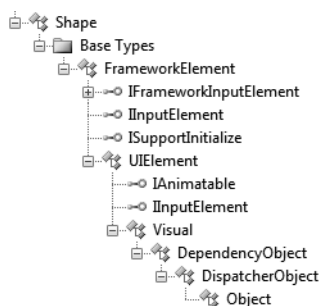 Shape
Base Types
FrameworkElement
IFrameworkInputElement
IInputElement
ISupportInitialize
UIElement
IAnimatable
IInputElement
Visual
DependencyObject
DispatcherObject
Object